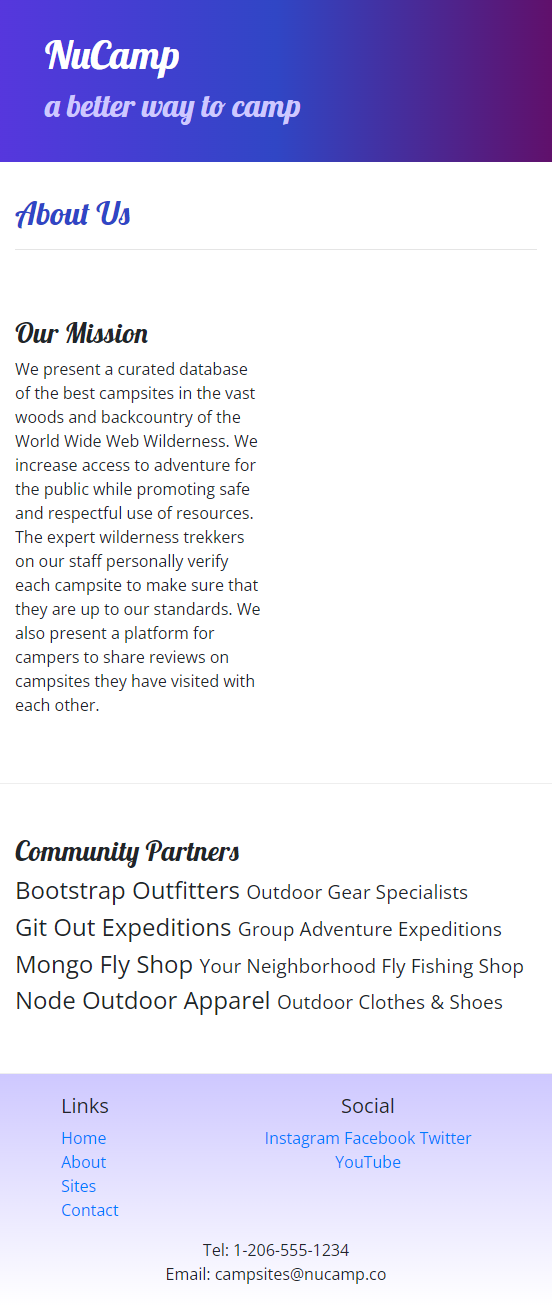 NuCamp
a better way to camp
About Us
Our Mission
We present a curated database
of the best campsites in the vast
woods and backcountry of the
World Wide Web Wilderness. We
increase access to adventure for
the public while promoting safe
and respectful use of resources.
The expert wilderness trekkers
on our staff personally verify
each campsite to make sure that
they are up to our standards. We
also present a platform for
campers to share reviews on
campsites they have visited with
each other.
Community Partners
Bootstrap Outfitters Outdoor Gear Specialists
Git Out Expeditions Group Adventure Expeditions
Mongo Fly Shop Your Neighborhood Fly Fishing Shop
Node Outdoor Apparel Outdoor Clothes & Shoes
Links
Home
About
Sites
Contact
Social
Instagram Facebook Twitter
YouTube
Tel: 1-206-555-1234
Email: campsites@nucamp.co